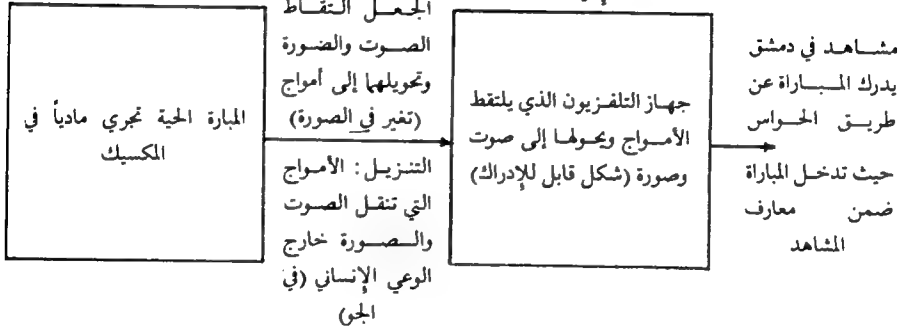 المبارة الحية تجري مادياً في
المكسيك
الجعل التقاط
الصوت والصورة
وتحويلهما إلى أمواج
(تغير في الصورة)
التنزيل: الأمواج
التي تنقل الصوت
والصورة خارج
الوعي الإنساني (في
الجو)
جهاز التلفزيون الذي يلتقط
الأمواج ويحولها إلى صوت
وصورة (شكل قابل للإدراك)
مشاهد في دمشق
يدرك المباراة عن
طريق الحواس
حيث تدخل المباراة
ضمن معارف
المشاهد